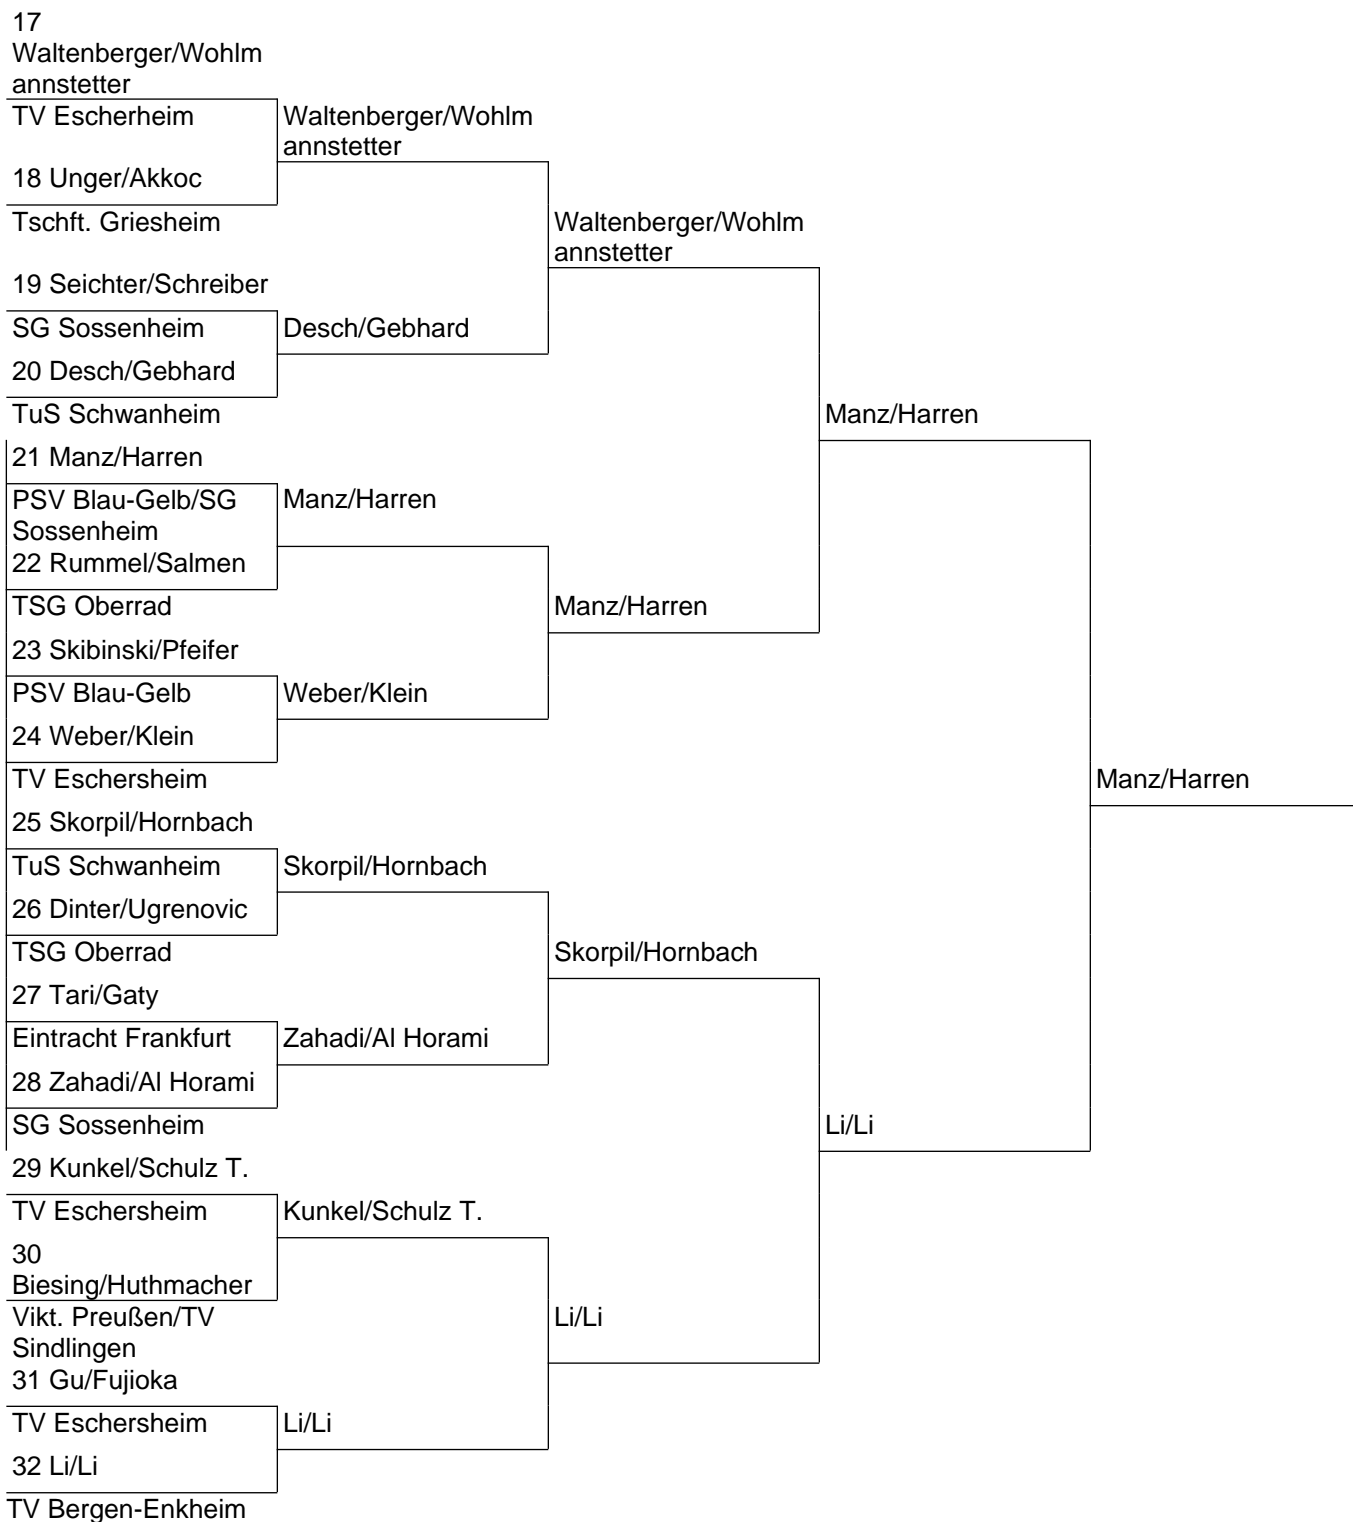 17
Waltenberger/Wohlm
annstetter
TV Escherheim
Waltenberger/Wohlm
annstetter
18 Unger/Akkoc
Tschft. Griesheim
Waltenberger/Wohlm
annstetter
19 Seichter/Schreiber
SG Sossenheim
Desch/Gebhard
20 Desch/Gebhard
TuS Schwanheim
Manz/Harren
21 Manz/Harren
PSV Blau-Gelb/SG
Sossenheim
Manz/Harren
22 Rummel/Salmen
TSG Oberrad
Manz/Harren
23 Skibinski/Pfeifer
PSV Blau-Gelb
Weber/Klein
24 Weber/Klein
TV Eschersheim
Manz/Harren
25 Skorpil/Hornbach
TuS Schwanheim
Skorpil/Hornbach
26 Dinter/Ugrenovic
TSG Oberrad
Skorpil/Hornbach
27 Tari/Gaty
Eintracht Frankfurt
Zahadi/Al Horami
28 Zahadi/Al Horami
SG Sossenheim
Li/Li
29 Kunkel/Schulz T.
TV Eschersheim
Kunkel/Schulz T.
30
Biesing/Huthmacher
Vikt. Preußen/TV
Sindlingen
Li/Li
31 Gu/Fujioka
TV Eschersheim
Li/Li
32 Li/Li
TV Bergen-Enkheim